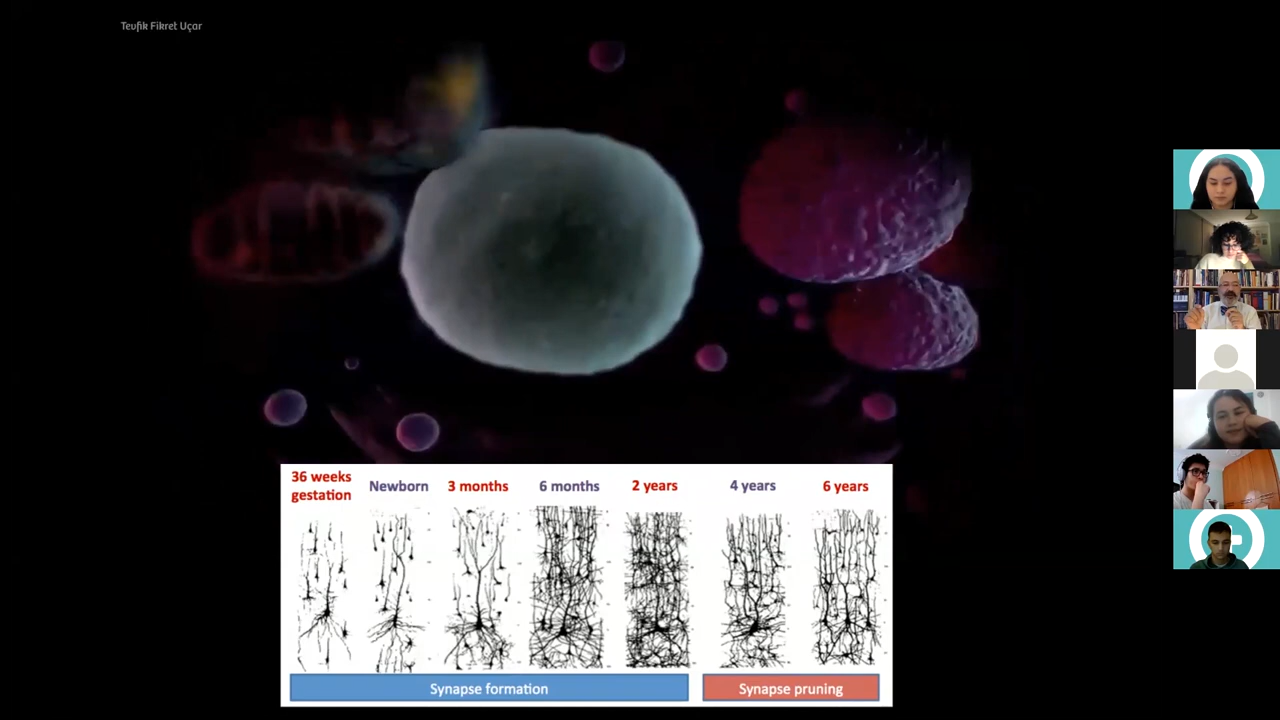 Tevfik Fikret Uçar
36 weeks gestation
Newborn
3 months
6 months
2 years
4 years
6 years
Synapse formation
Synapse pruning